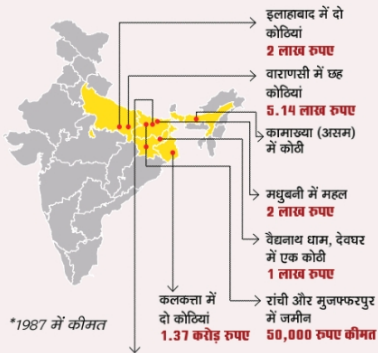 इलाहाबाद में दो
कोठियां
2 लाख रुपए
वाराणसी में छह
कोठियां
5.14 लाख रुपए
कामाख्या (असम)
में कोठी
मधुबनी में महल
2 लाख रुपए
वैद्यनाथ धाम, देवघर
में एक कोठी
1 लाख रुपए
रांची और मुजफ्फरपुर
में जमीन
50,000 रुपए कीमत
कलकत्ता में
दो कोठियां
1.37 करोड़ रुपए
*1987 में कीमत